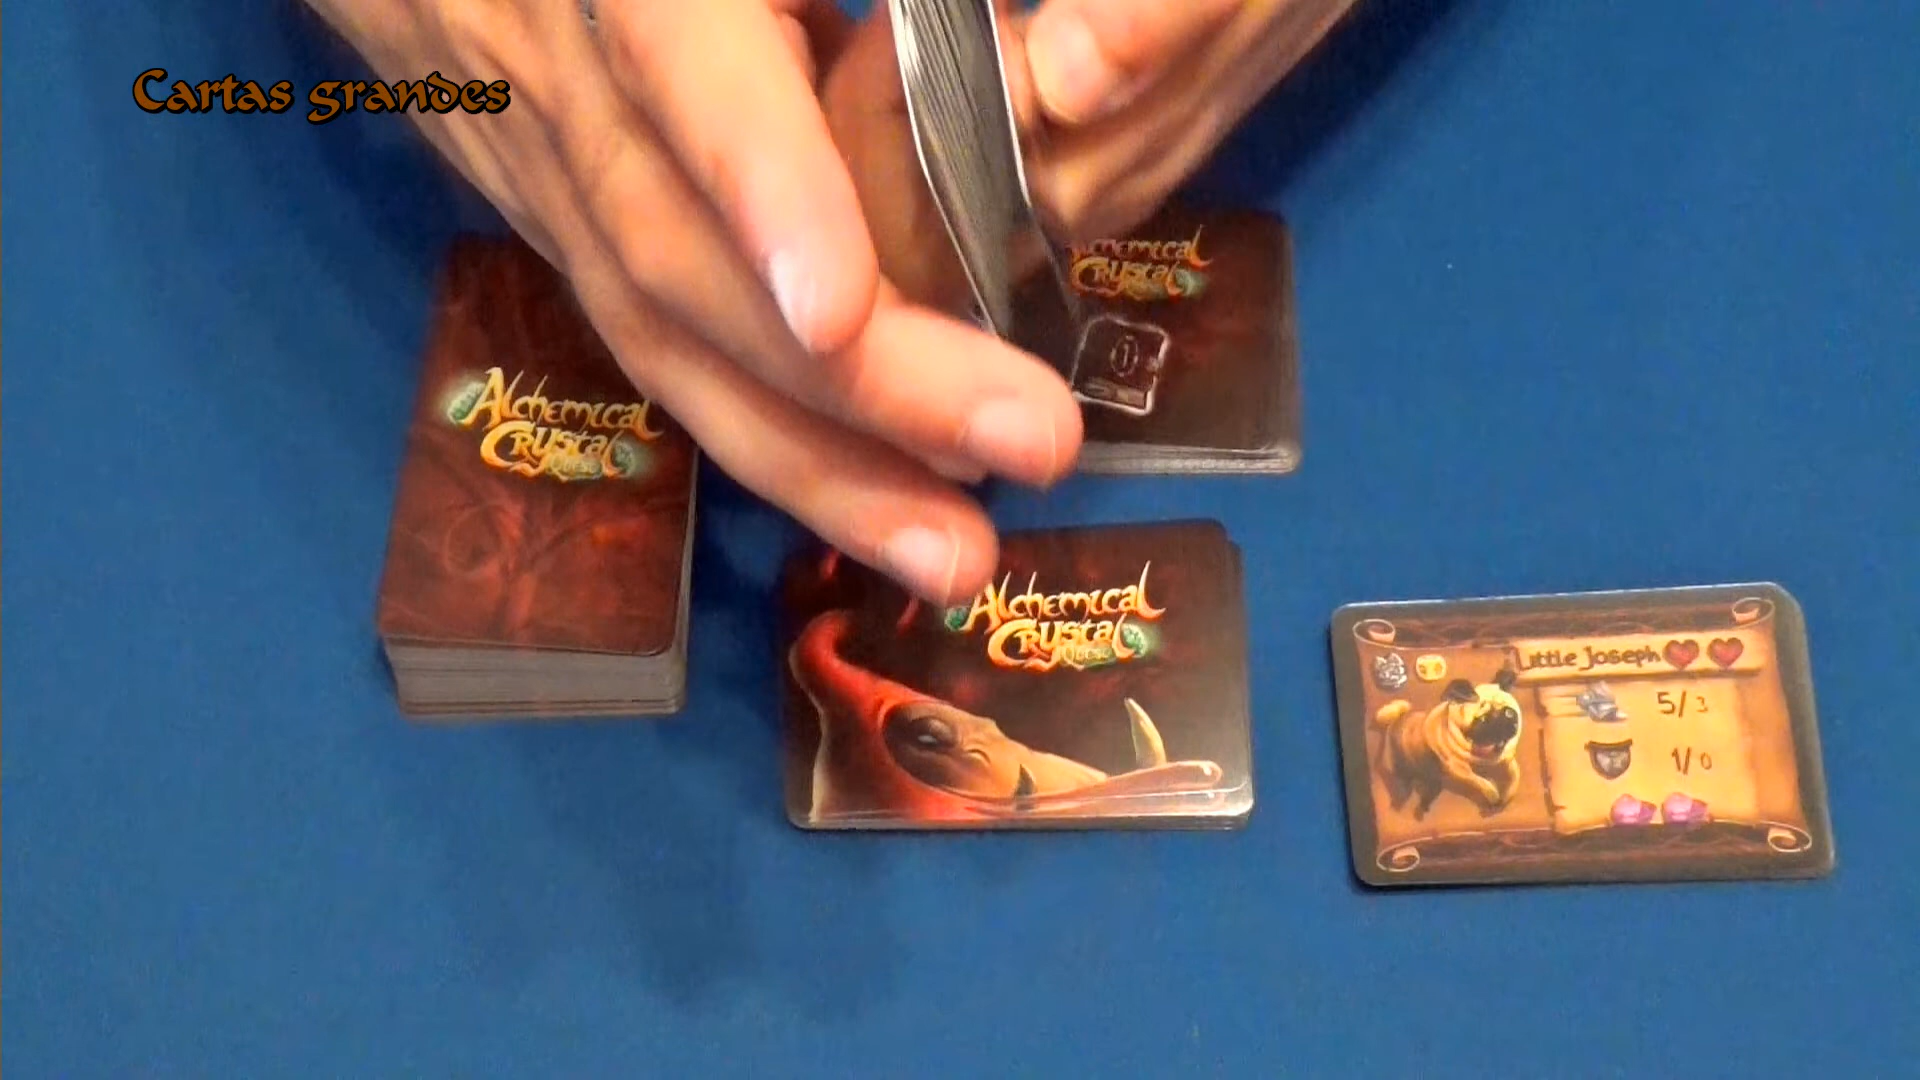 Cartas grandes
Alchemical
Crystal
Quest
Alchemical
Crystal
Alchemical
Crystal
Quest
Little Joseph
5/3
1/0